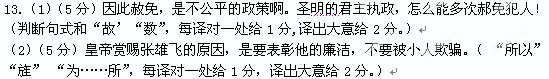 13.（1）（5 分）因此赦免，是不公平的政策啊。圣明的君主执政，怎么能多次赦免犯人！
（判断句式和“故’“数”，每译对一处给 1 分,译出大意给 2 分。）
（2）（5 分）皇帝赏赐张雄飞的原因，是要表彰他的廉洁，不要被小人欺骗。（ “所以”
“旌” “为……所”，每译对一处给 1 分，译出大意给 2 分。）